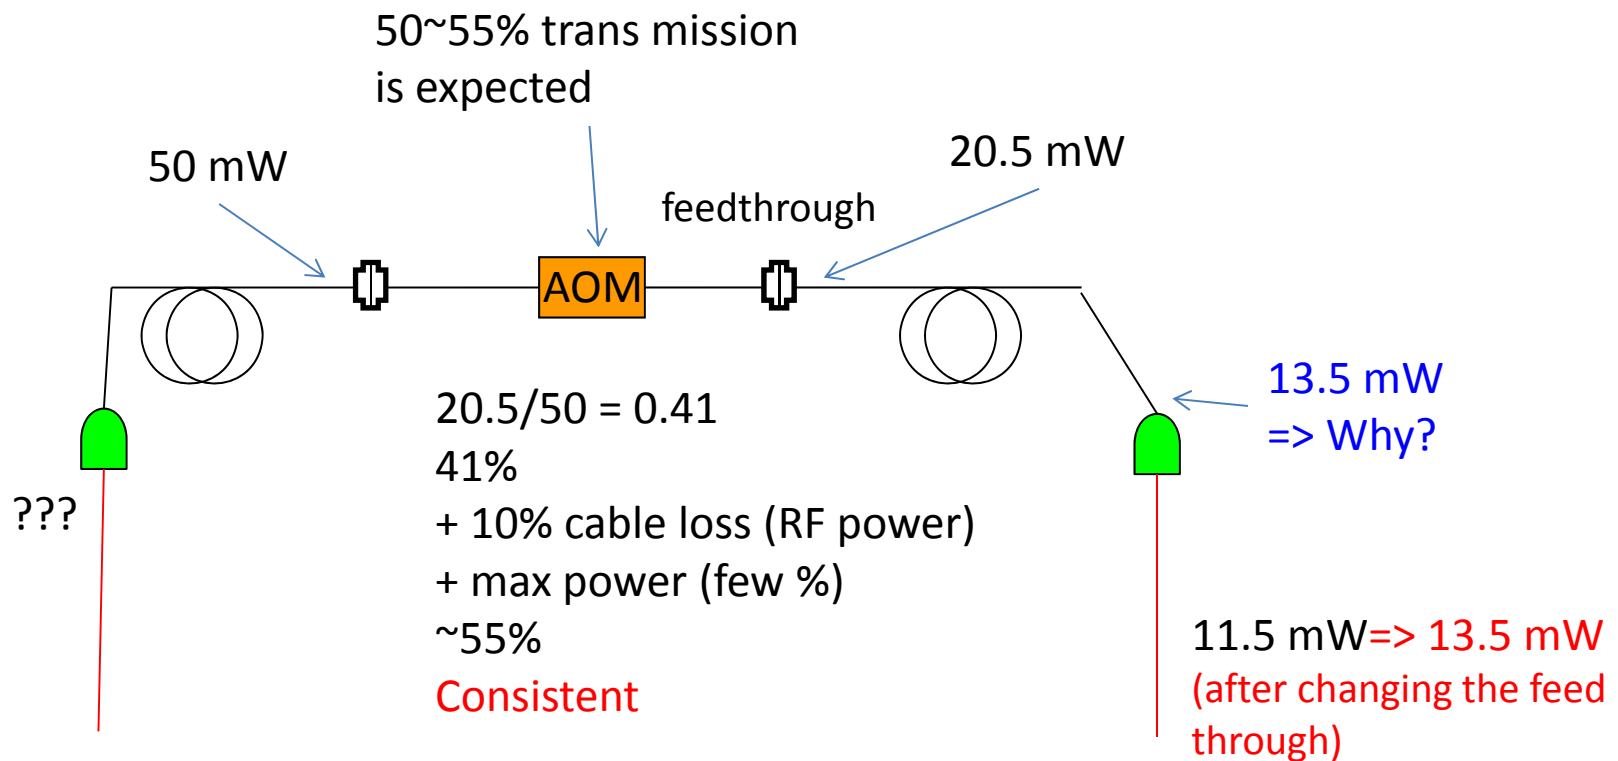 50~55% trans mission
is expected
50 mW
20.5 mW
feedthrough
AOM
13.5 mW
=> Why?
20.5/50 = 0.41
41%
+ 10% cable loss (RF power)
+ max power (few %)
~55%
Consistent
???
11.5 mW=> 13.5 mW
(after changing the feed
through)